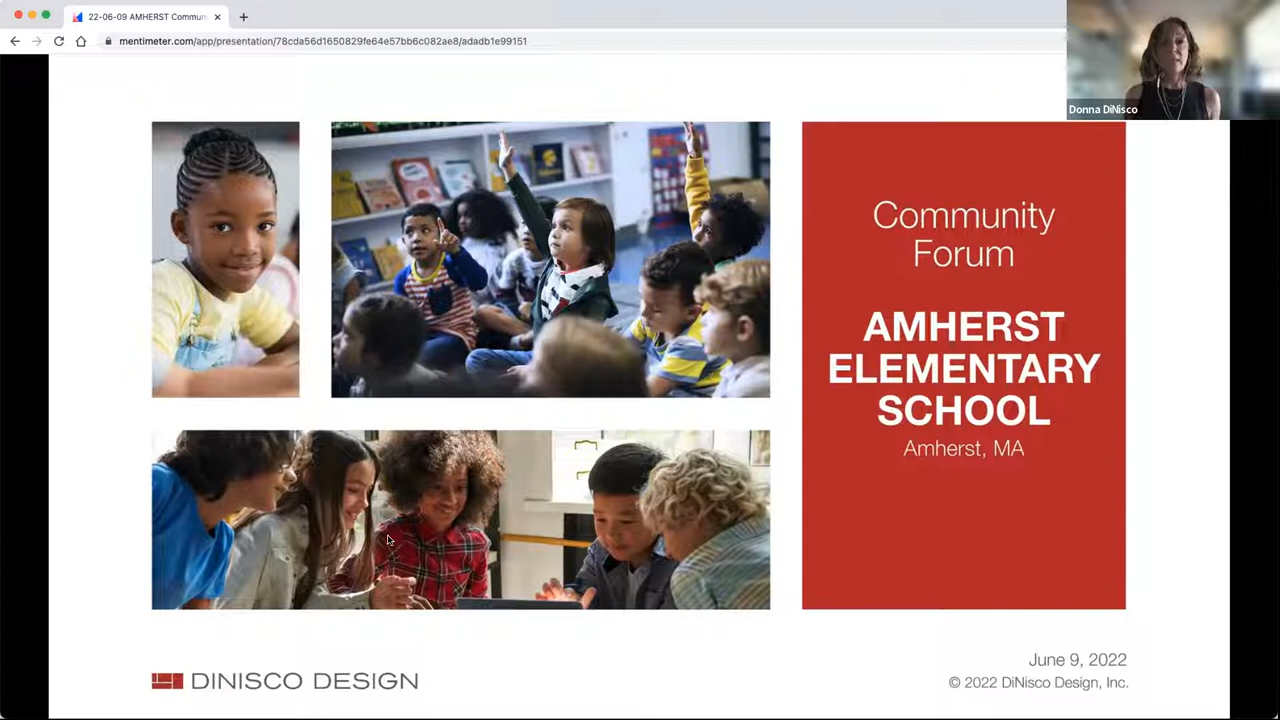 22-06-09 AMHERST Commun
mentimeter.com/app/presentation/78cda56d1650829fe64e57bb6c082ae8/adadb1e99151
Donna DiNisco
Community
Forum
AMHERST
ELEMENTARY
SCHOOL
Amherst, MA
DINISCO DESIGN
June 9, 2022
© 2022 DiNisco Design, Inc.